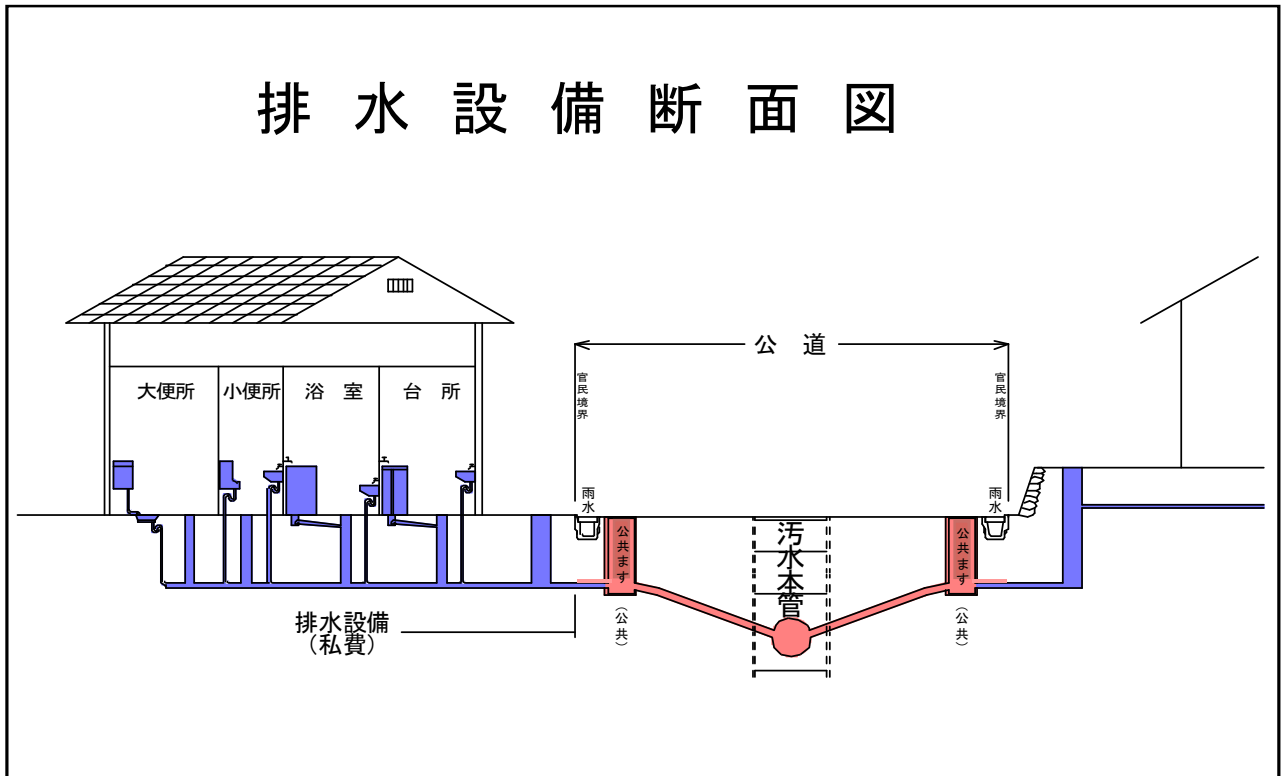 排水設備断面図
公道
官民境界
官民境界
大便所
小便所
浴室
台所
雨水
雨水
公共ます
汚水本管
公共ます
（公共）
（公共）
排水設備
（私費）